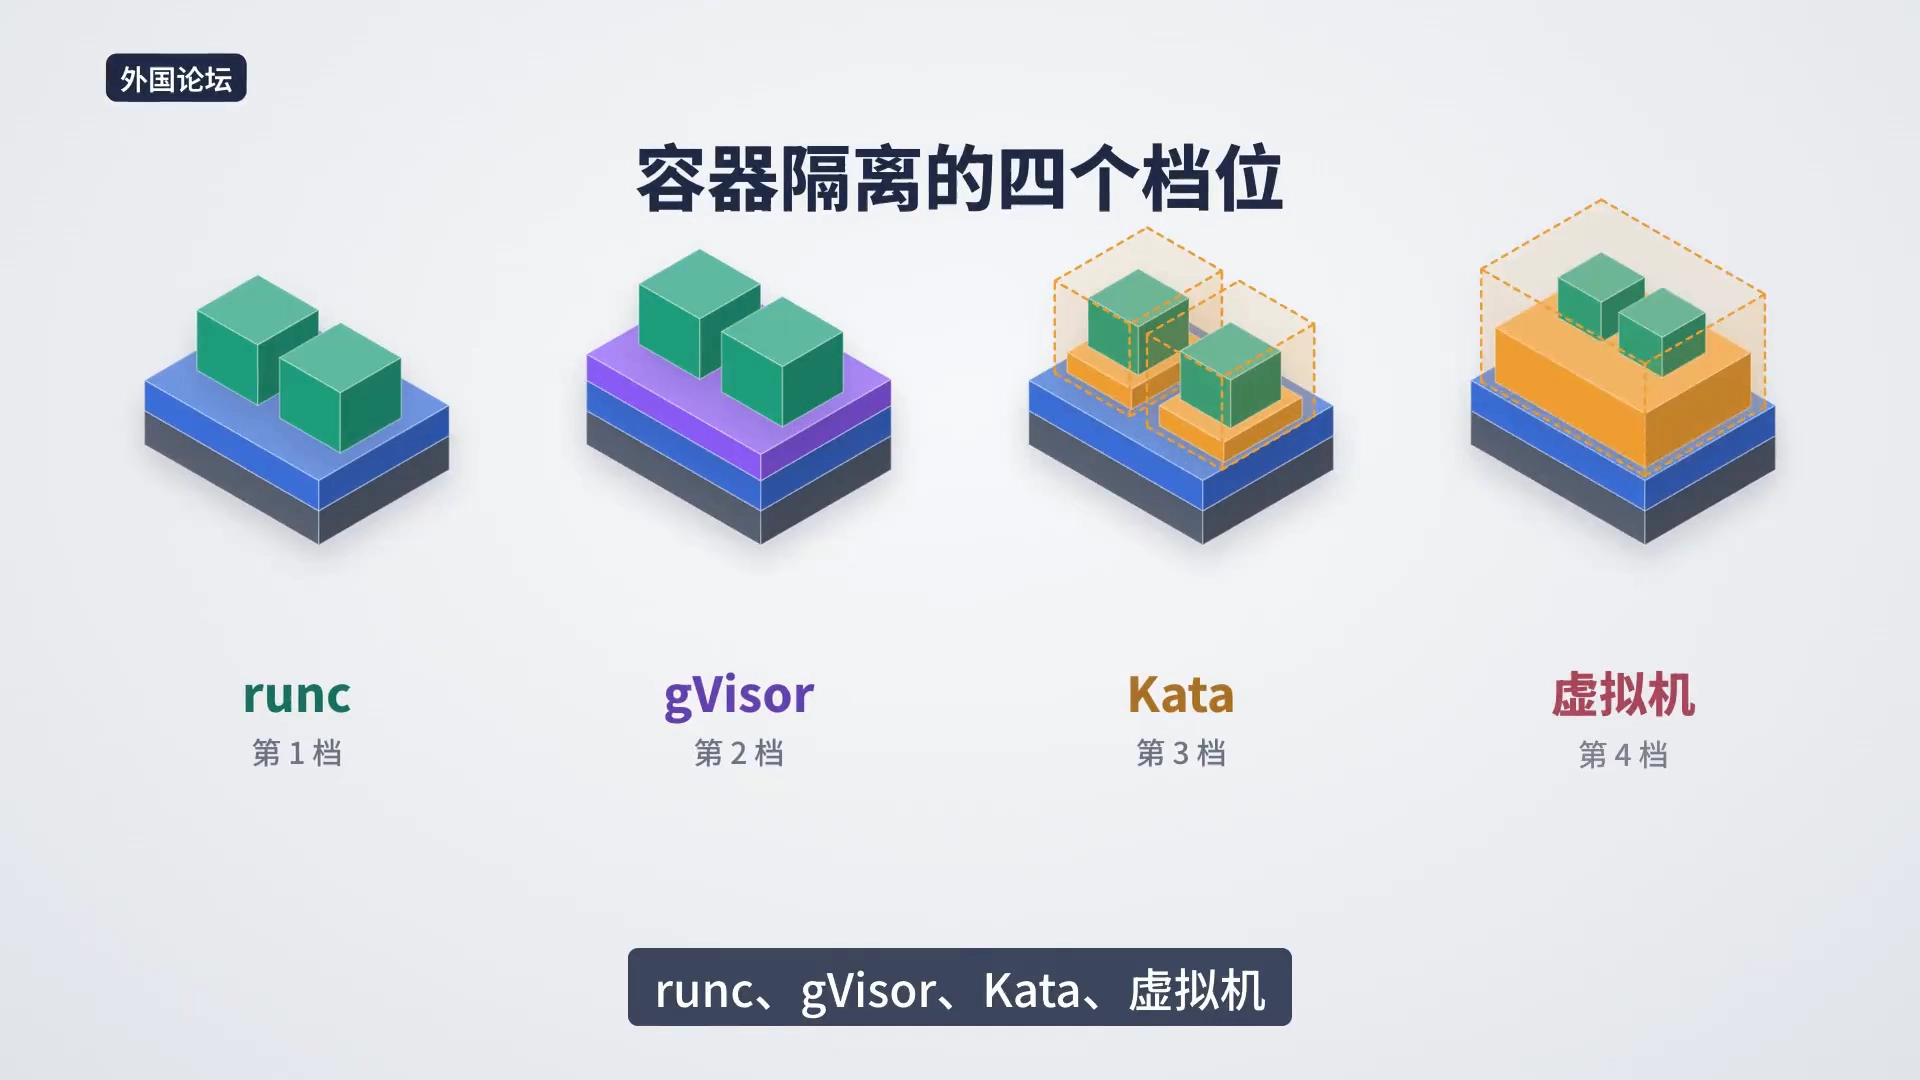 外国论坛
容器隔离的四个档位
runc
第 1 档
gVisor
第 2 档
Kata
第 3 档
虚拟机
第 4 档
runc、gVisor、Kata、虚拟机